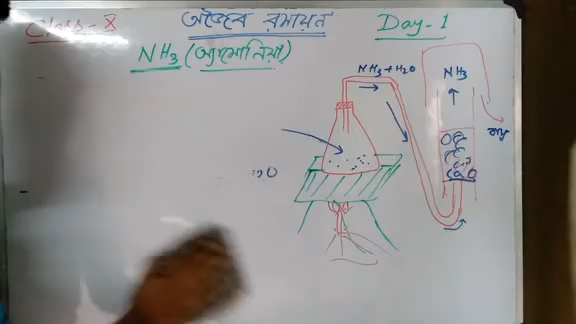 Class-X
অজৈব রসায়ন
Day-1
NH3 (অ্যামোনিয়া)
NH3+H2O
NH3
বায়ু
CaO